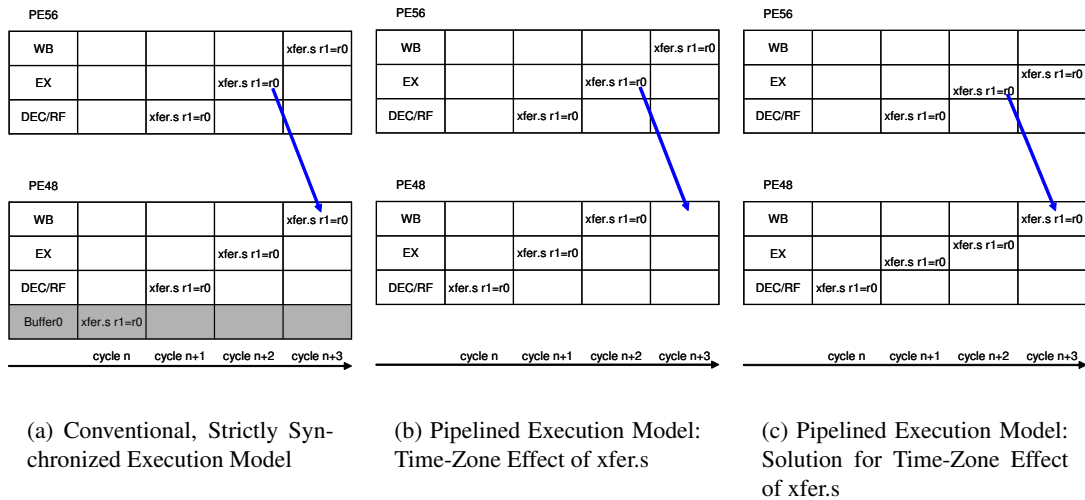 PE56
WB xfer.s r1=r0
EX xfer.s r1=r0
DEC/RF xfer.s r1=r0
PE48
WB xfer.s r1=r0
EX xfer.s r1=r0
DEC/RF xfer.s r1=r0
Buffer0 xfer.s r1=r0
cycle n cycle n+1 cycle n+2 cycle n+3
(a) Conventional, Strictly Syn-
chronized Execution Model
PE56
WB xfer.s r1=r0
EX xfer.s r1=r0
DEC/RF xfer.s r1=r0
PE48
WB xfer.s r1=r0
EX xfer.s r1=r0
DEC/RF xfer.s r1=r0
cycle n cycle n+1 cycle n+2 cycle n+3
(b) Pipelined Execution Model:
Time-Zone Effect of xfer.s
PE56
WB
EX xfer.s r1=r0 xfer.s r1=r0
DEC/RF xfer.s r1=r0
PE48
WB xfer.s r1=r0
EX xfer.s r1=r0 xfer.s r1=r0
DEC/RF xfer.s r1=r0
cycle n cycle n+1 cycle n+2 cycle n+3
(c) Pipelined Execution Model:
Solution for Time-Zone Effect
of xfer.s